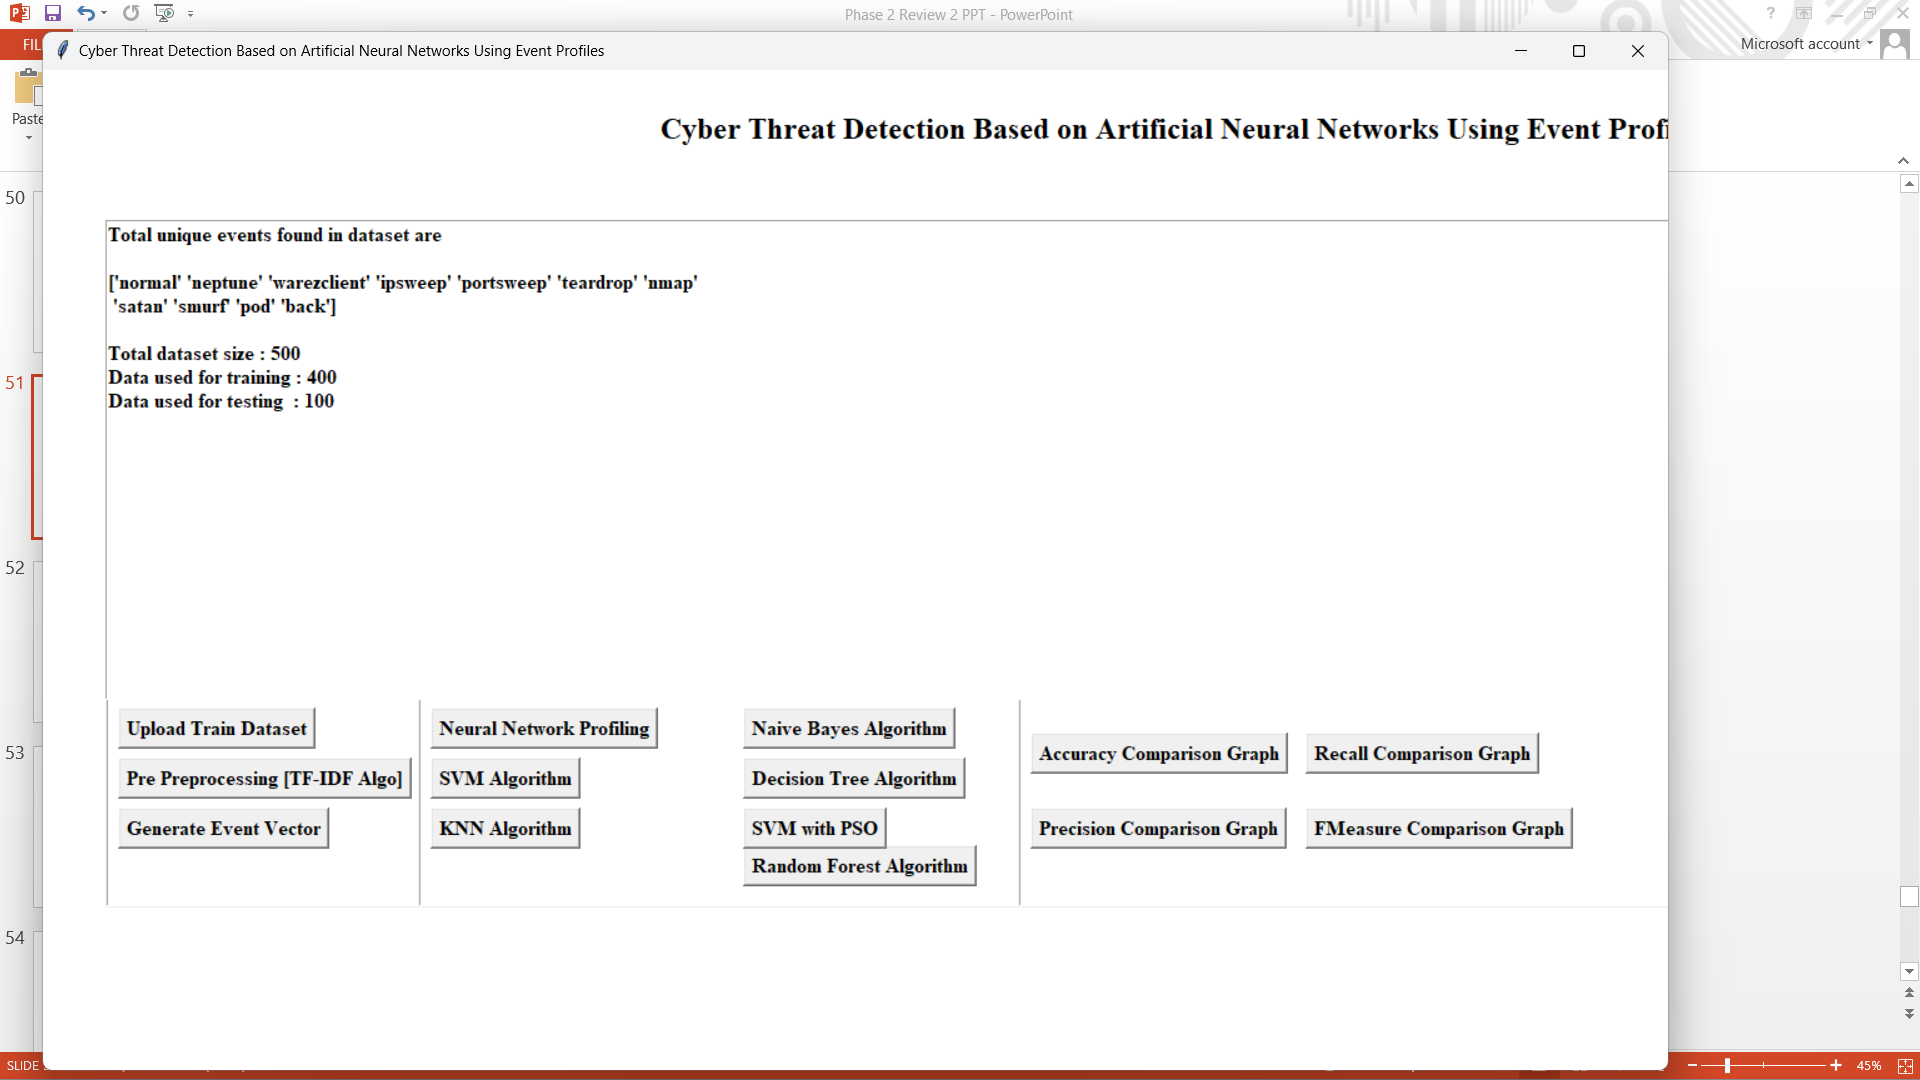 Phase 2 Review 2 PPT - PowerPoint
?
FIL
Microsoft account
Paste
Cyber Threat Detection Based on Artificial Neural Networks Using Event Profiles
Cyber Threat Detection Based on Artificial Neural Networks Using Event Profi
50
51
52
53
54
Total unique events found in dataset are
['normal' 'neptune' 'warezclient' 'ipsweep' 'portsweep' 'teardrop' 'nmap'
'satan' 'smurf' 'pod' 'back']
Total dataset size : 500
Data used for training : 400
Data used for testing  : 100
Upload Train Dataset
Pre Preprocessing [TF-IDF Algo]
Generate Event Vector
Neural Network Profiling
SVM Algorithm
KNN Algorithm
Naive Bayes Algorithm
Decision Tree Algorithm
SVM with PSO
Random Forest Algorithm
Accuracy Comparison Graph
Recall Comparison Graph
Precision Comparison Graph
FMeasure Comparison Graph
SLIDE
45%